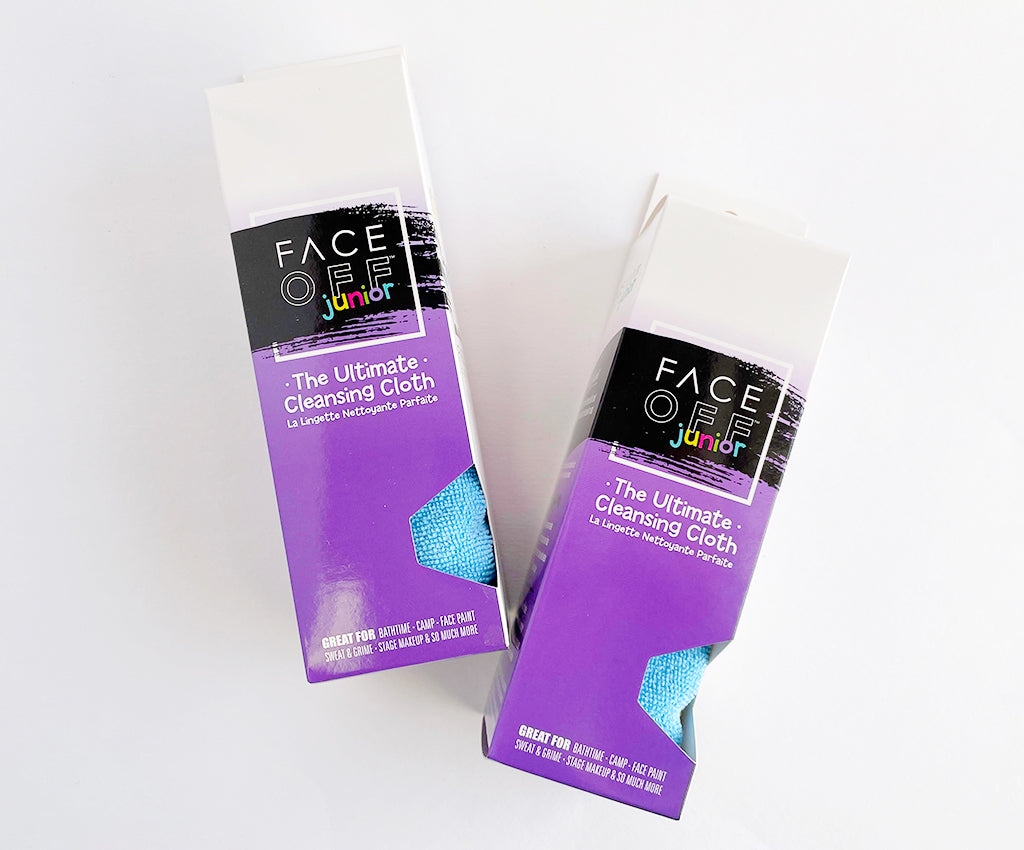 FACE
OFF™
junior
· The Ultimate ·
Cleansing Cloth
La Lingette Nettoyante Parfaite
GREAT FOR BATHTIME · CAMP · FACE PAINT
SWEAT & GRIME · STAGE MAKEUP & SO MUCH MORE
FACE
OFF™
junior
· The Ultimate ·
Cleansing Cloth
La Lingette Nettoyante Parfaite
GREAT FOR BATHTIME · CAMP · FACE PAINT
SWEAT & GRIME · STAGE MAKEUP & SO MUCH MORE